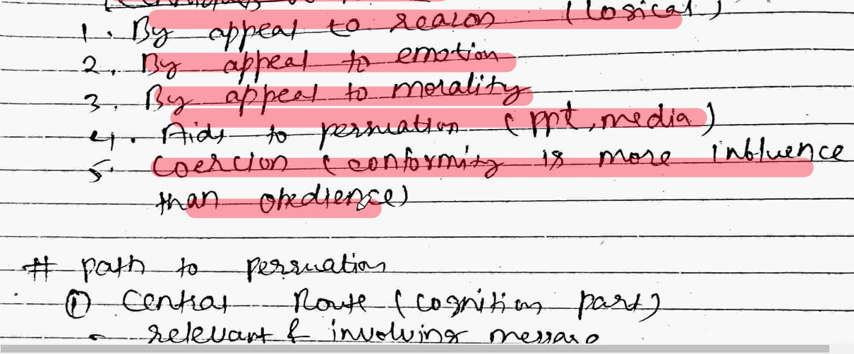 1. By appeal to reason (logical)
2. By appeal to emotion
3. By appeal to morality
4. Aids to persuation (ppt, media)
5. Coercion (conformity is more influence
than obedience)
# path to persuation
① Central Route (cognition part)
- relevant & involving message